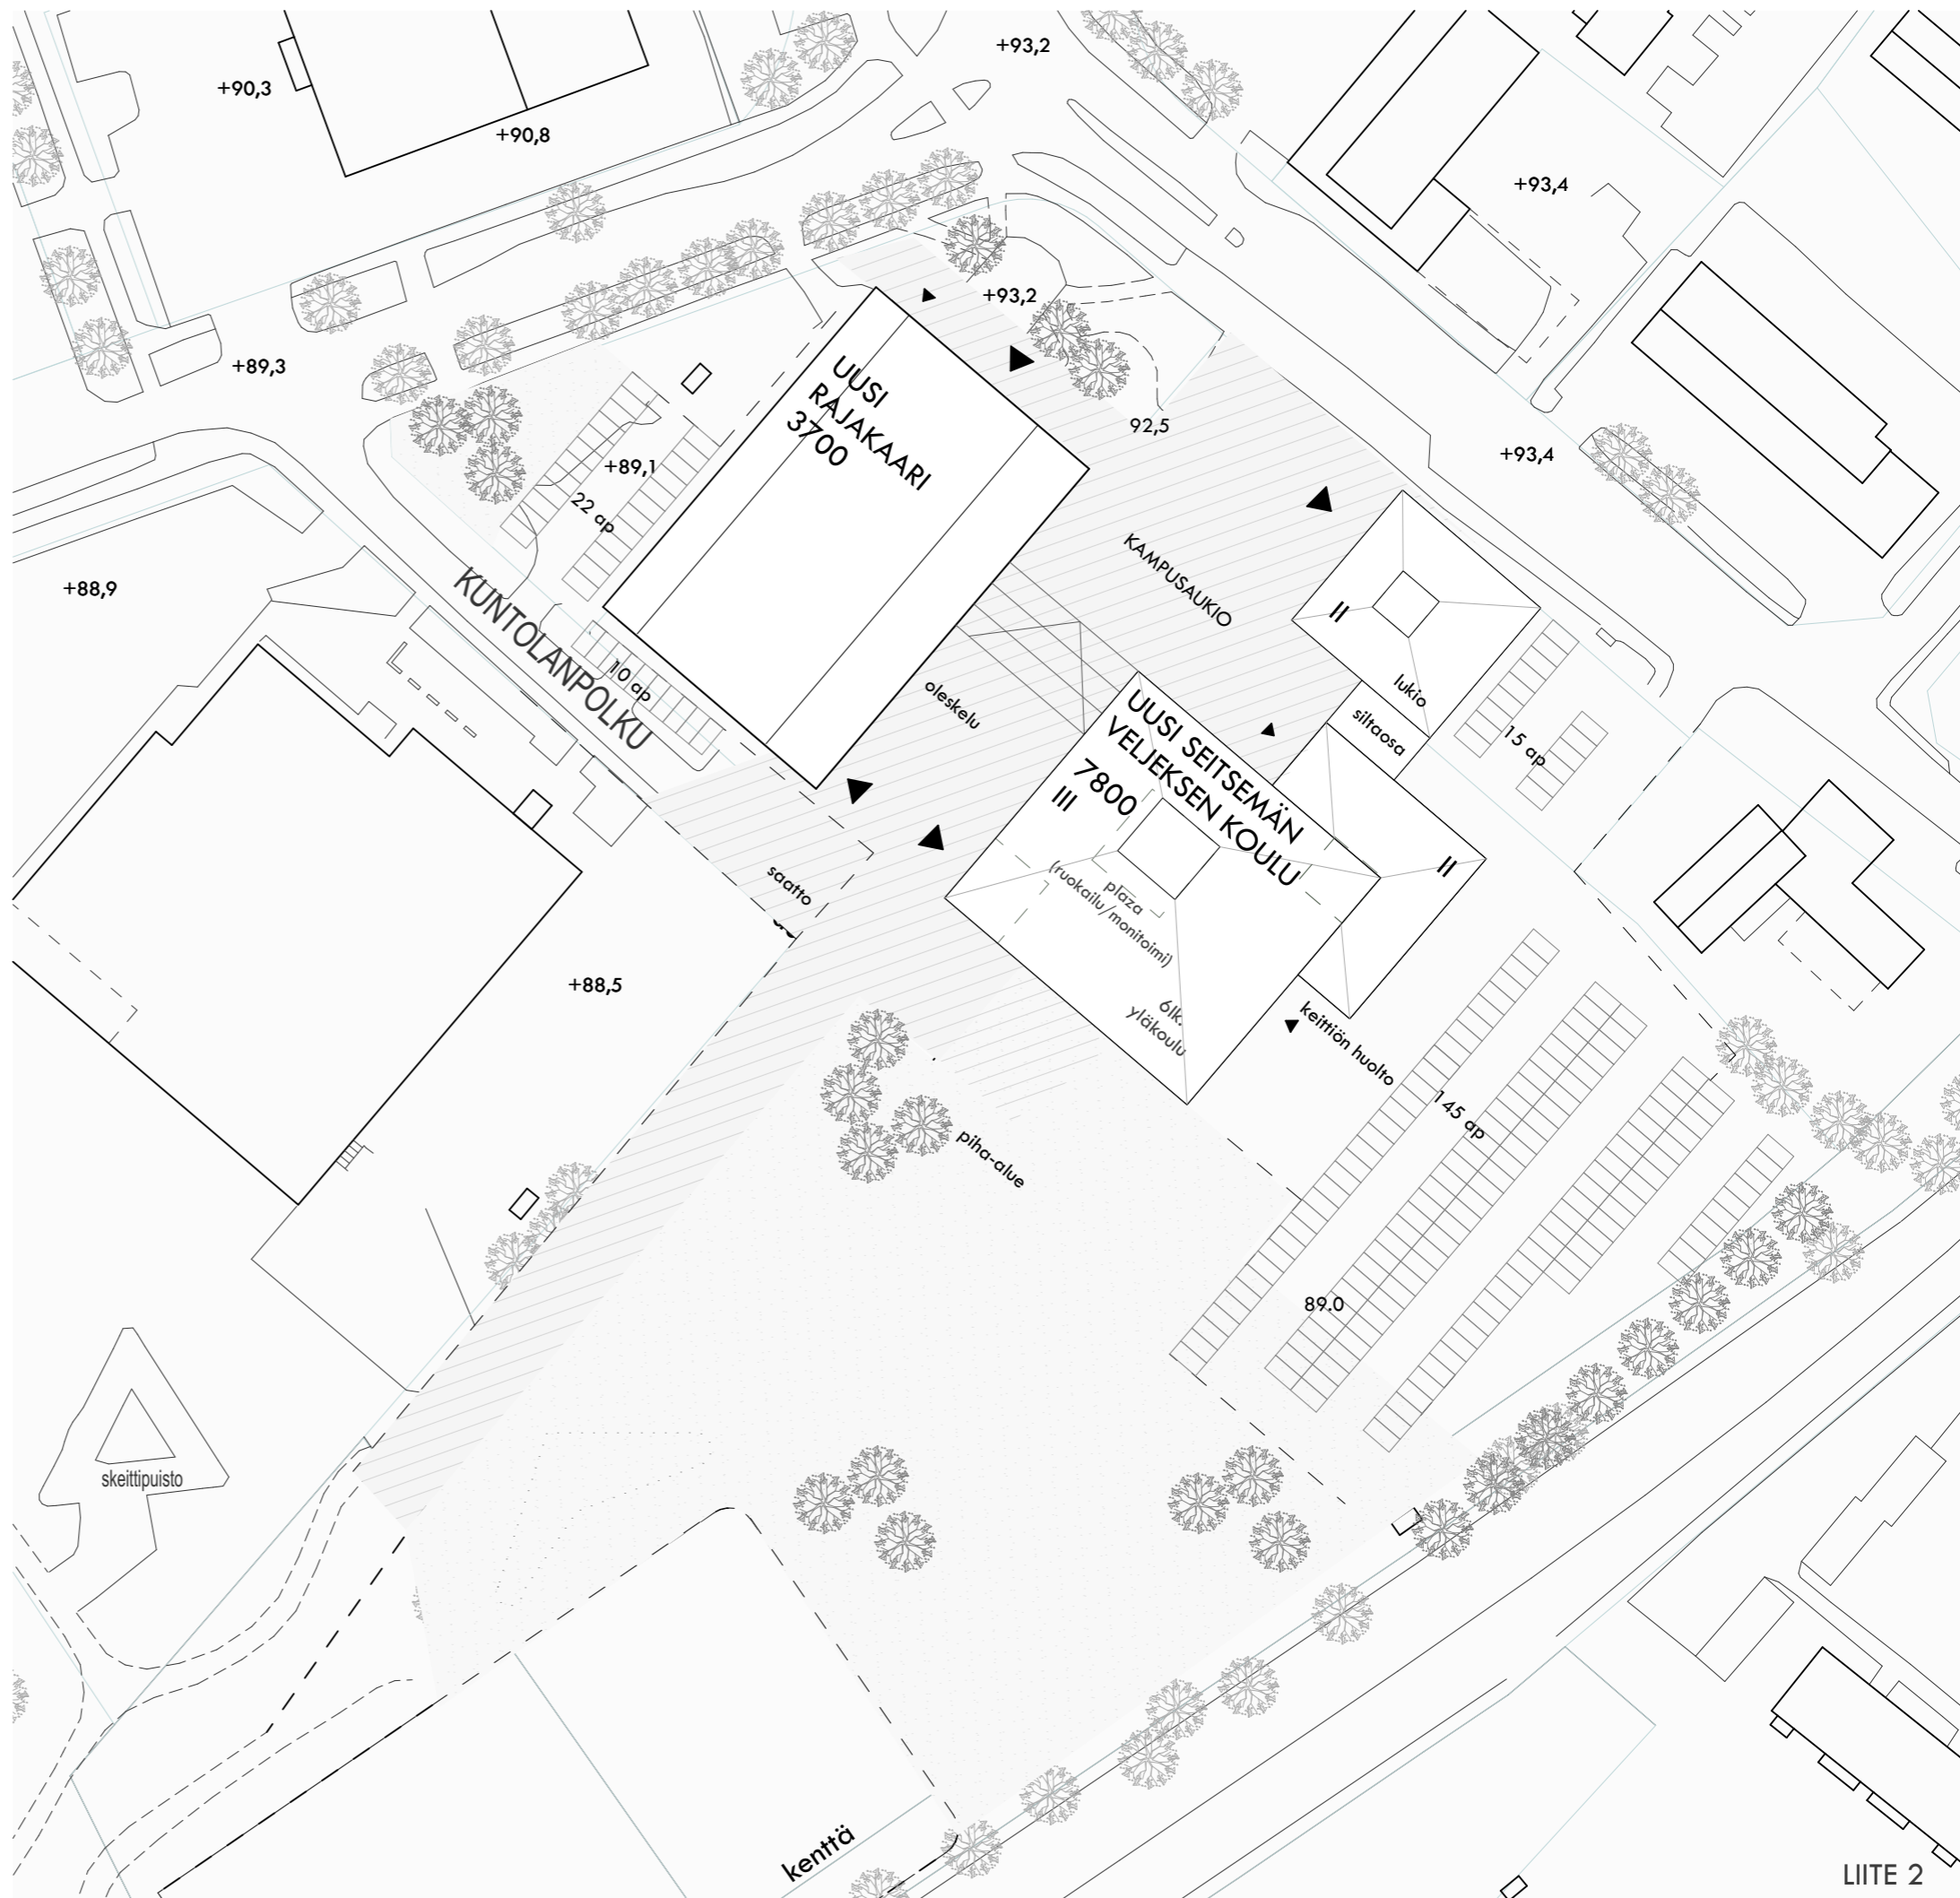 +93,2
+90,3
+90,8
+93,4
+93,2
+89,3
UUSI
RAJAKAARI
3700
92,5
+93,4
+89,1
22 ap
KAMPUSAUKIO
+88,9
KUNTOLANPOLKU
10 ap
II
lukio
siltaosa
15 ap
oleskelu
UUSI SEITSEMÄN
VELJEKSEN KOULU
7800
III
II
plaza
(ruokailu/monitoimi)
saatto
+88,5
6lk.
yläkoulu
keittiön huolto
145 ap
piha-alue
89.0
skeittipuisto
kenttä
LIITE 2